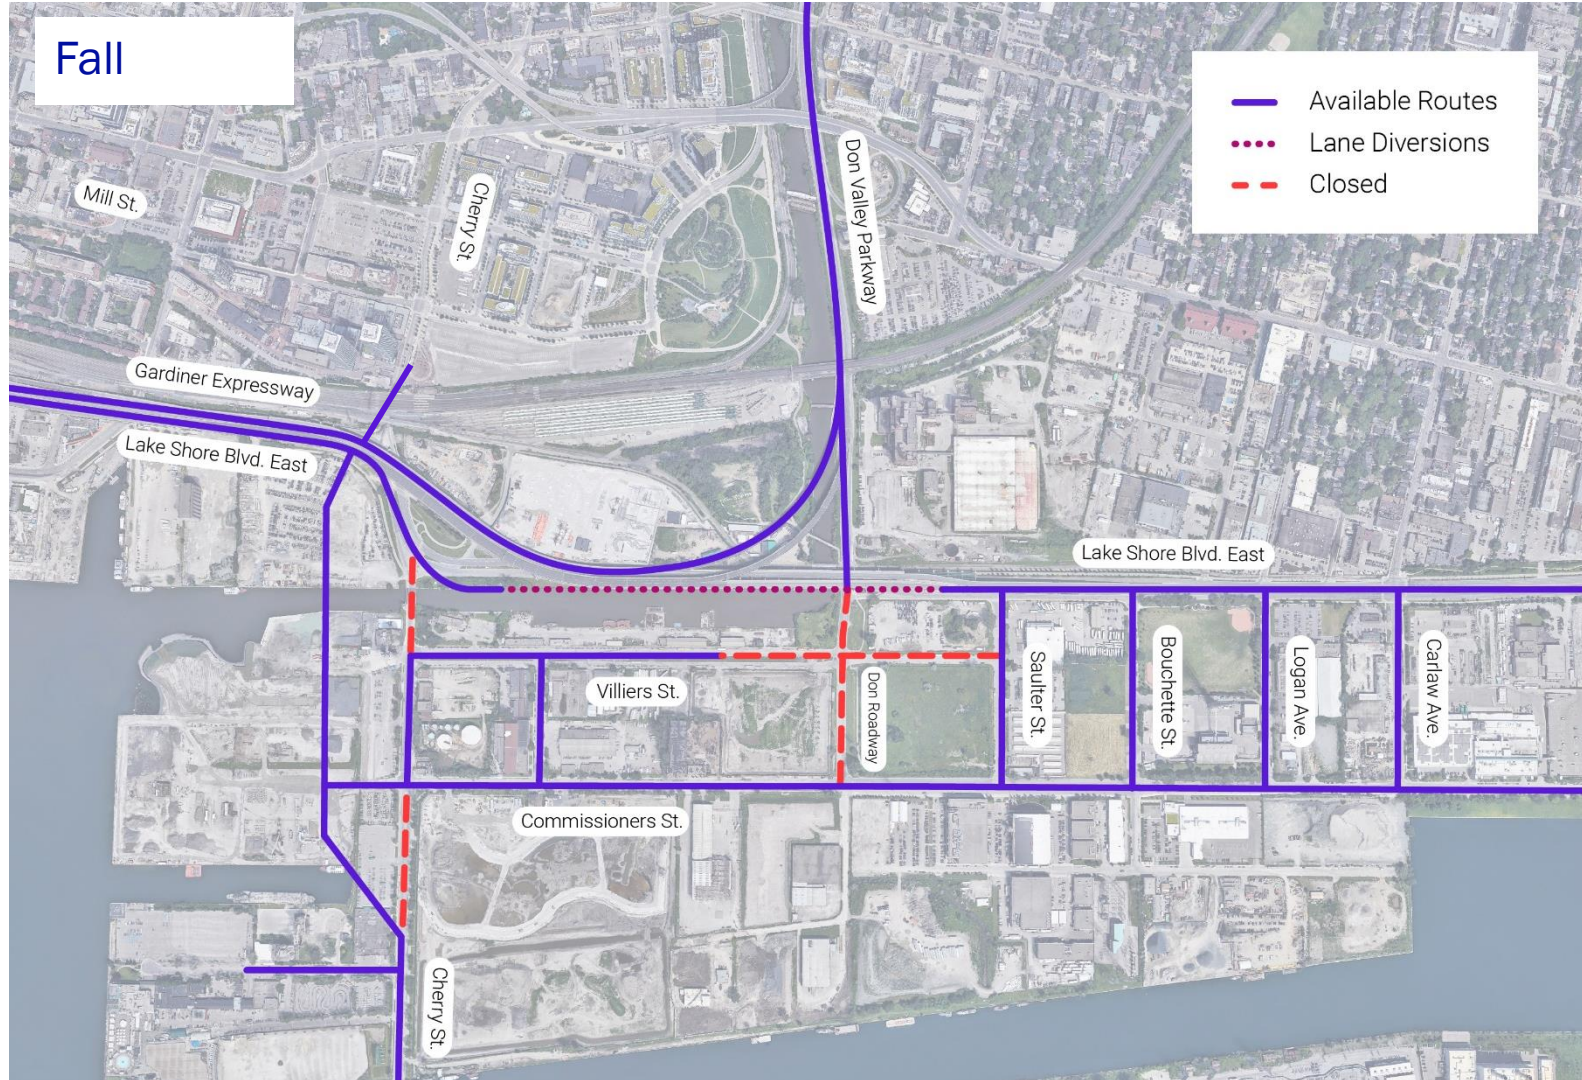 Fall
Available Routes
Lane Diversions
Closed
Mill St.
Cherry St.
Don Valley Parkway
Gardiner Expressway
Lake Shore Blvd. East
Lake Shore Blvd. East
Villiers St.
Don Roadway
Saulter St.
Bouchette St.
Logan Ave.
Carlaw Ave.
Commissioners St.
Cherry St.